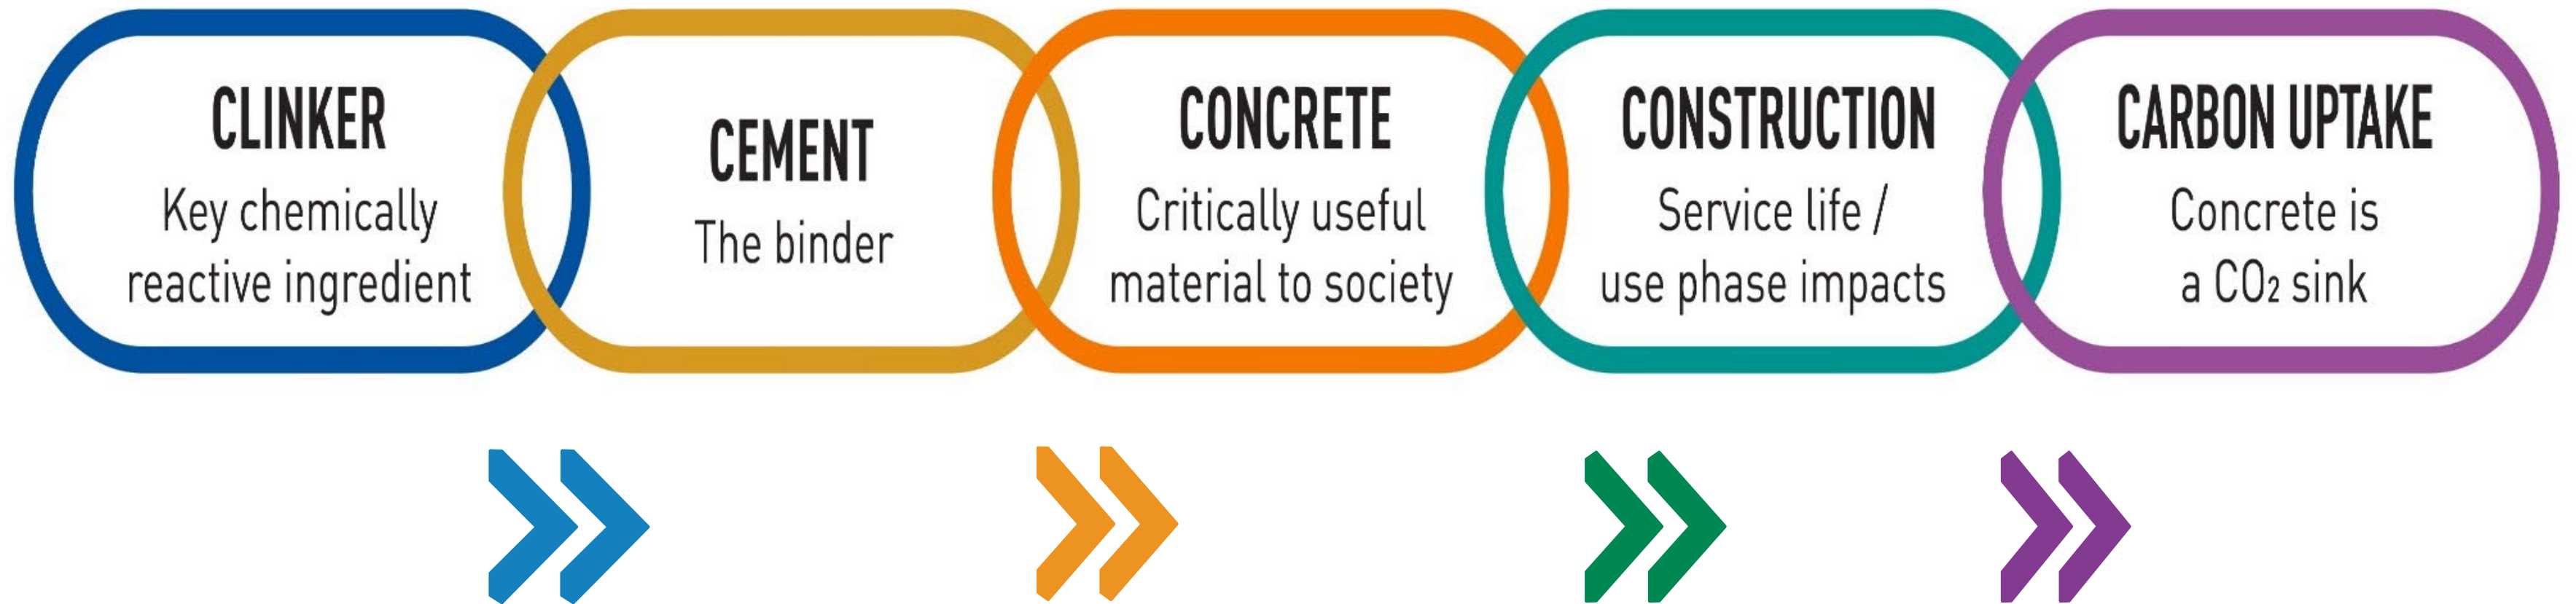 CLINKER
Key chemically
reactive ingredient
CEMENT
The binder
CONCRETE
Critically useful
material to society
CONSTRUCTION
Service life /
use phase impacts
CARBON UPTAKE
Concrete is
a CO₂ sink